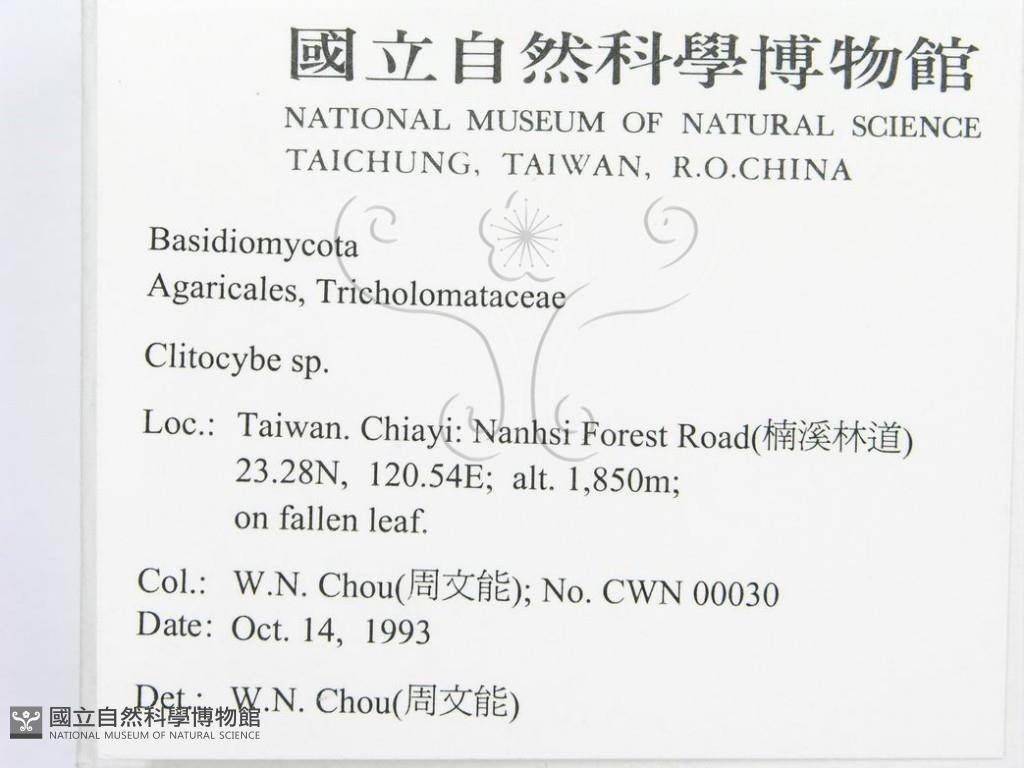 國立自然科學博物館
NATIONAL MUSEUM OF NATURAL SCIENCE
TAICHUNG, TAIWAN, R.O.CHINA
Basidiomycota
Agaricales, Tricholomataceae
Clitocybe sp.
Loc.: Taiwan. Chiayi: Nanhsi Forest Road(楠溪林道)
23.28N, 120.54E; alt. 1,850m;
on fallen leaf.
Col.: W.N. Chou(周文能); No. CWN 00030
Date: Oct. 14, 1993
Det.: W.N. Chou(周文能)
國立自然科學博物館
NATIONAL MUSEUM OF NATURAL SCIENCE